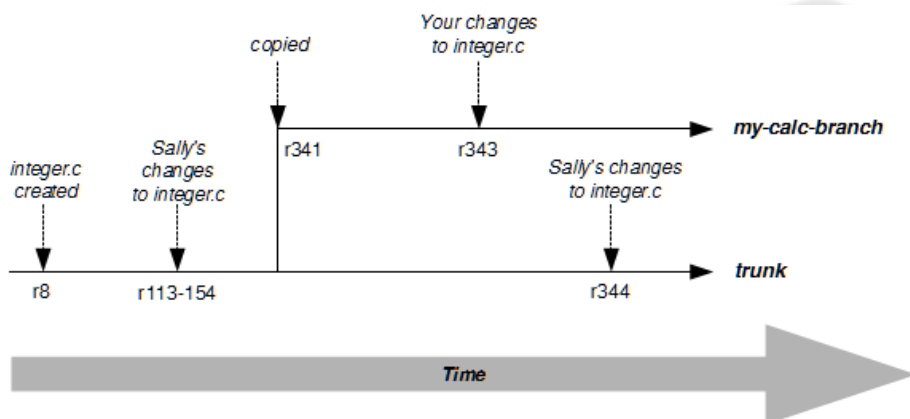 Your changes
to integer.c
copied
my-calc-branch
r341
r343
Sally's
changes
to integer.c
integer.c
created
Sally's changes
to integer.c
trunk
r8
r113-154
r344
Time